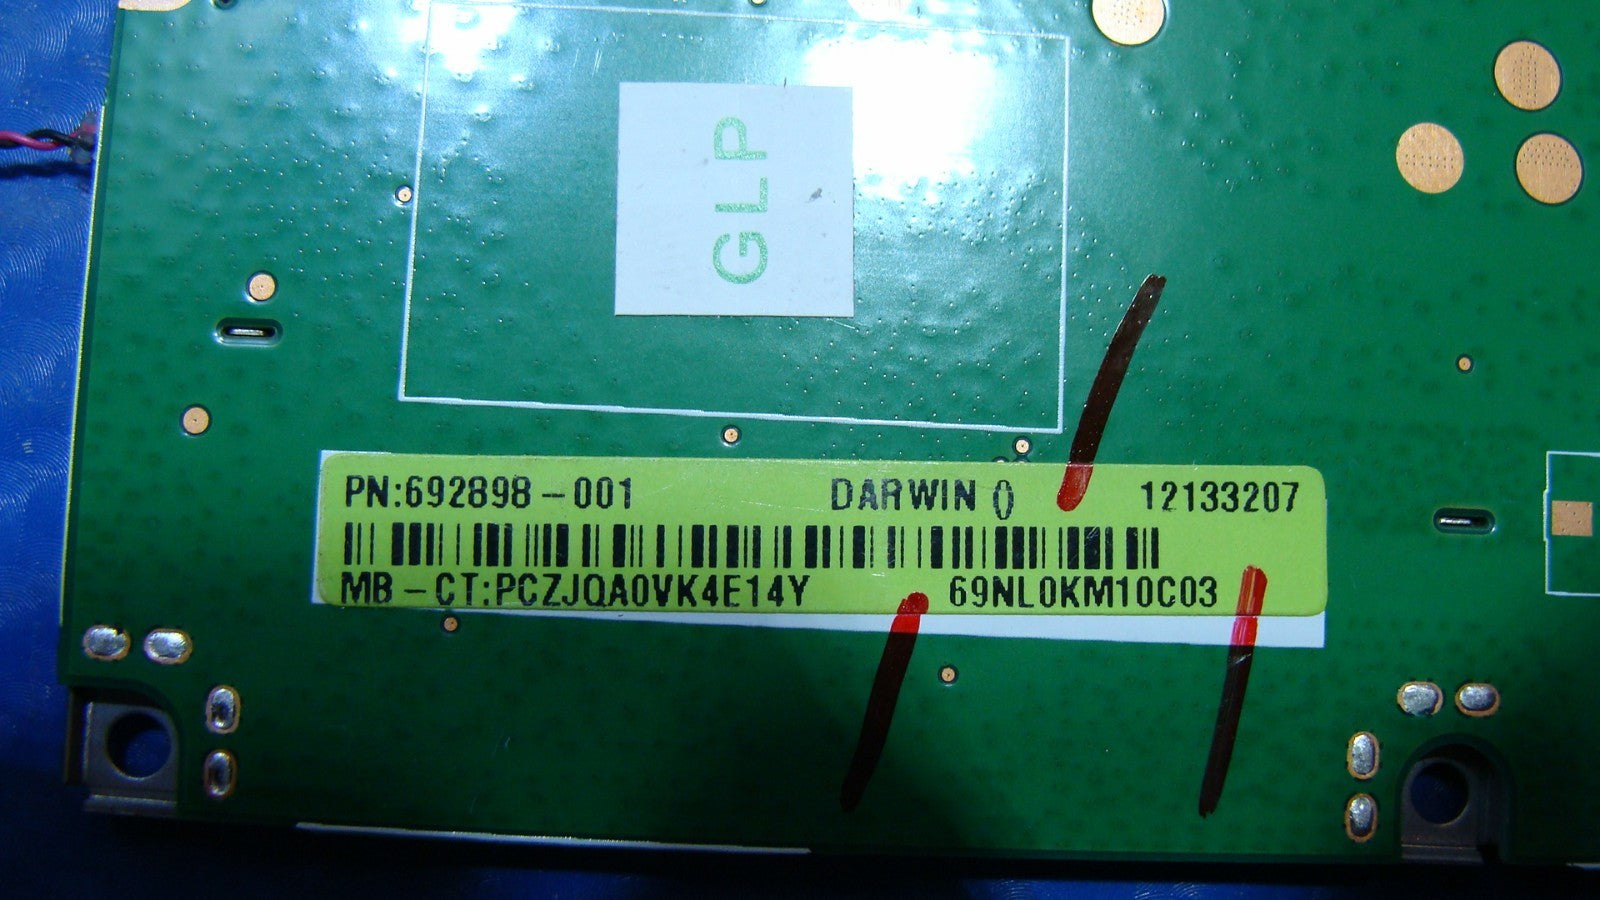 GLP
PN:692898-001 DARWIN () 12133207
MB-CT:PCZJQA0VK4E14Y 69NL0KM10C03